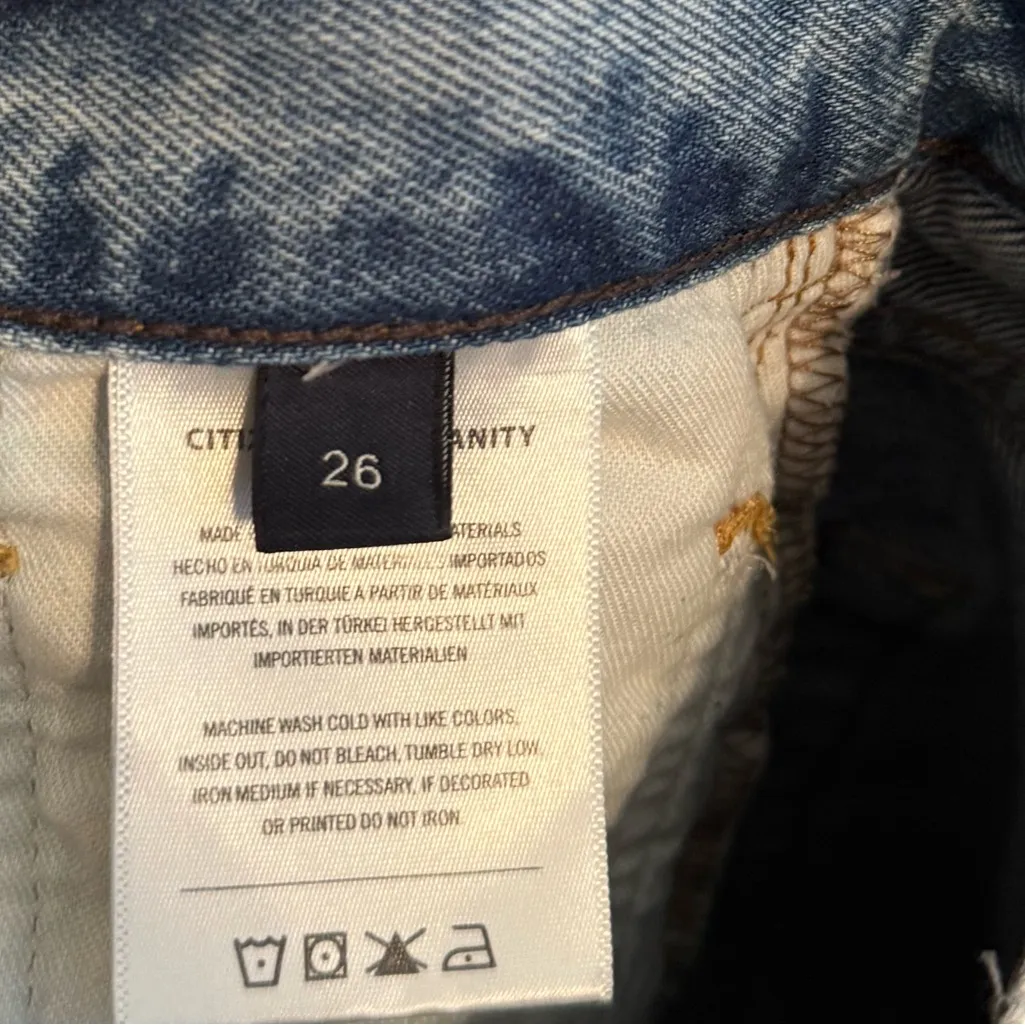 CITI ANITY
26
MADE ATERIALS
HECHO EN TURQUIA DE MATERIALES IMPORTADOS
FABRIQUÉ EN TURQUIE A PARTIR DE MATÉRIAUX
IMPORTÉS, IN DER TÜRKEI HERGESTELLT MIT
IMPORTIERTEN MATERIALIEN
MACHINE WASH COLD WITH LIKE COLORS,
INSIDE OUT, DO NOT BLEACH, TUMBLE DRY LOW,
IRON MEDIUM IF NECESSARY, IF DECORATED
OR PRINTED DO NOT IRON